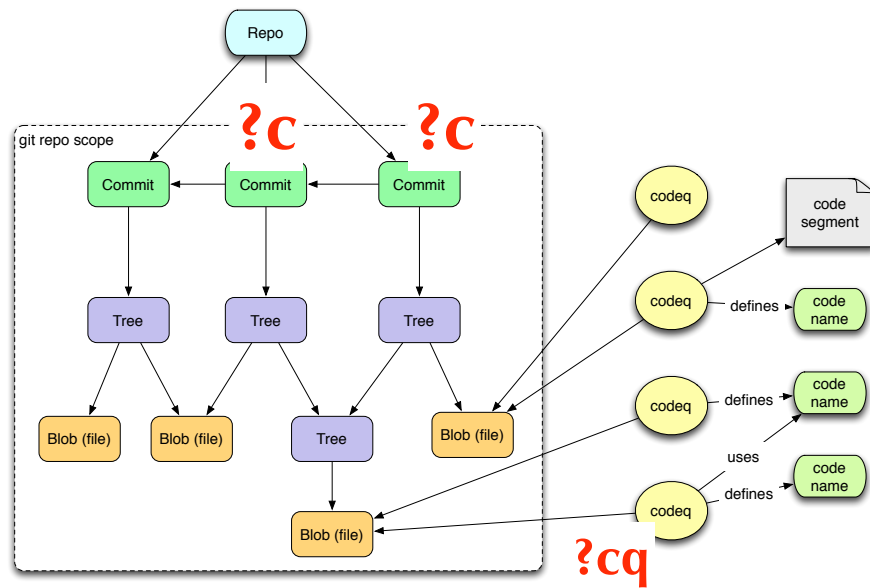 Repo
?c
?c
git repo scope
Commit
Commit
Commit
codeq
code
segment
Tree
Tree
Tree
codeq
defines
code
name
Blob (file)
Blob (file)
Tree
Blob (file)
codeq
defines
code
name
uses
Blob (file)
codeq
defines
code
name
?cq